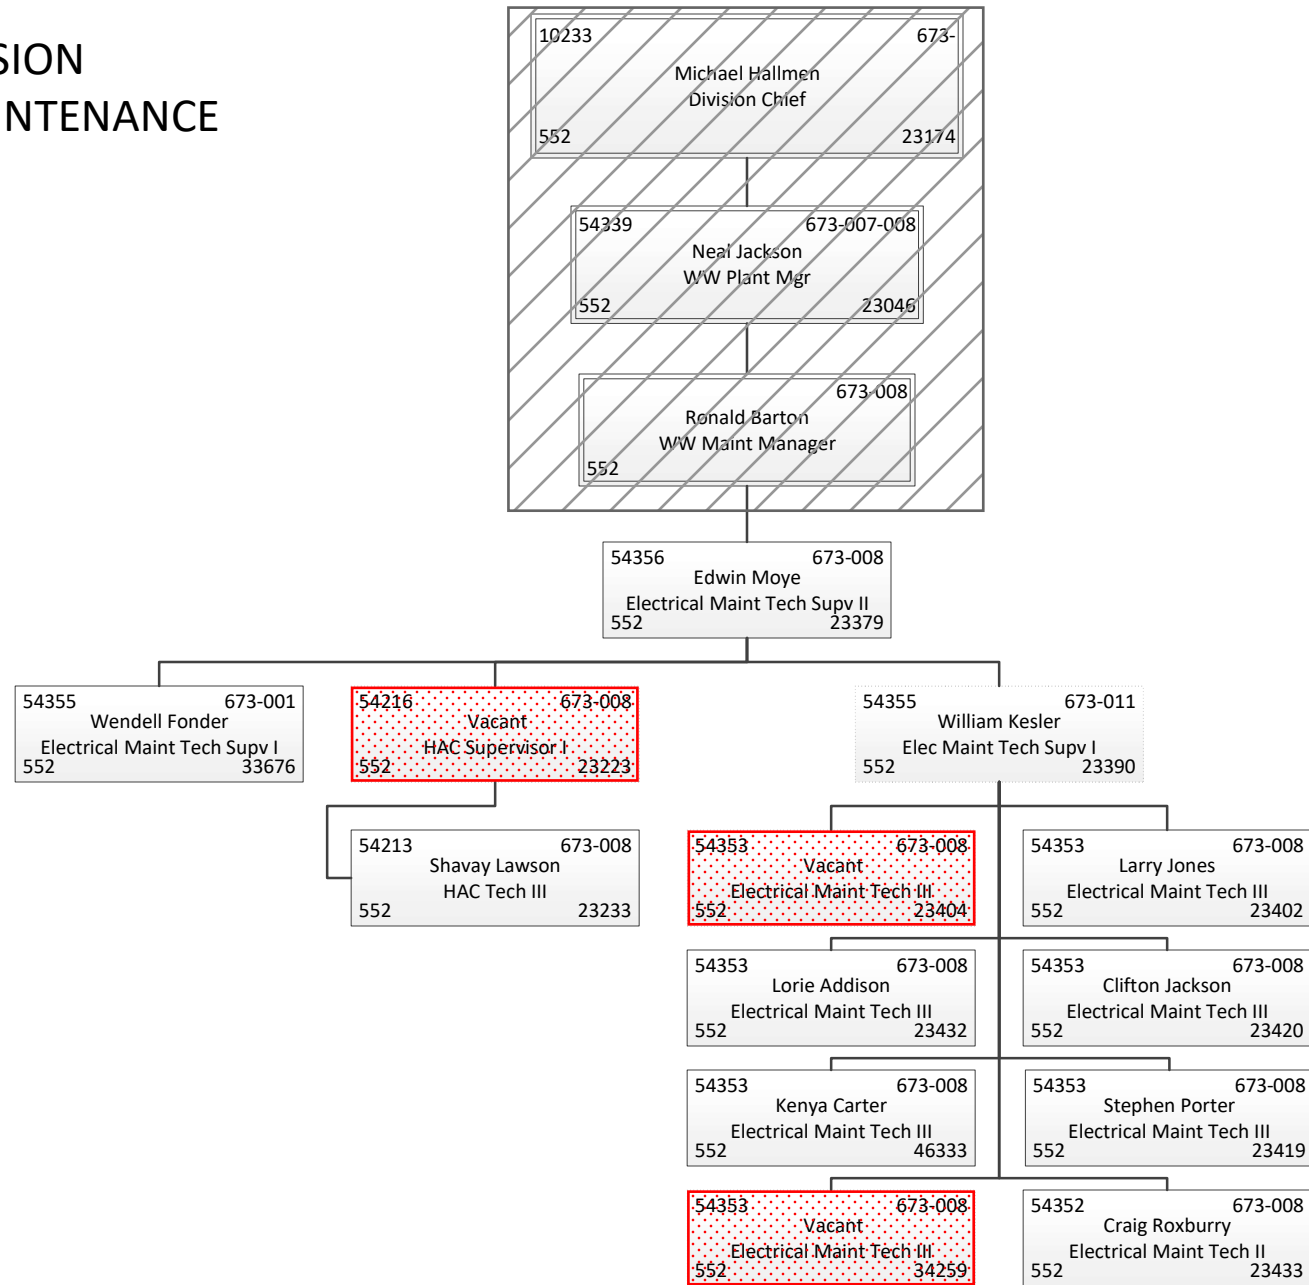 SION
NTENANCE
10233 673-
Michael Hallmen
Division Chief
552 23174
54339 673-007-008
Neal Jackson
WW Plant Mgr
552 23046
673-008
Ronald Barton
WW Maint Manager
552
54356 673-008
Edwin Moye
Electrical Maint Tech Supv II
552 23379
54355 673-001
Wendell Fonder
Electrical Maint Tech Supv I
552 33676
54216 673-008
Vacant
HAC Supervisor I
552 23223
54355 673-011
William Kesler
Elec Maint Tech Supv I
552 23390
54213 673-008
Shavay Lawson
HAC Tech III
552 23233
54353 673-008
Vacant
Electrical Maint Tech III
552 23404
54353 673-008
Larry Jones
Electrical Maint Tech III
552 23402
54353 673-008
Lorie Addison
Electrical Maint Tech III
552 23432
54353 673-008
Clifton Jackson
Electrical Maint Tech III
552 23420
54353 673-008
Kenya Carter
Electrical Maint Tech III
552 46333
54353 673-008
Stephen Porter
Electrical Maint Tech III
552 23419
54353 673-008
Vacant
Electrical Maint Tech III
552 34259
54352 673-008
Craig Roxburry
Electrical Maint Tech II
552 23433